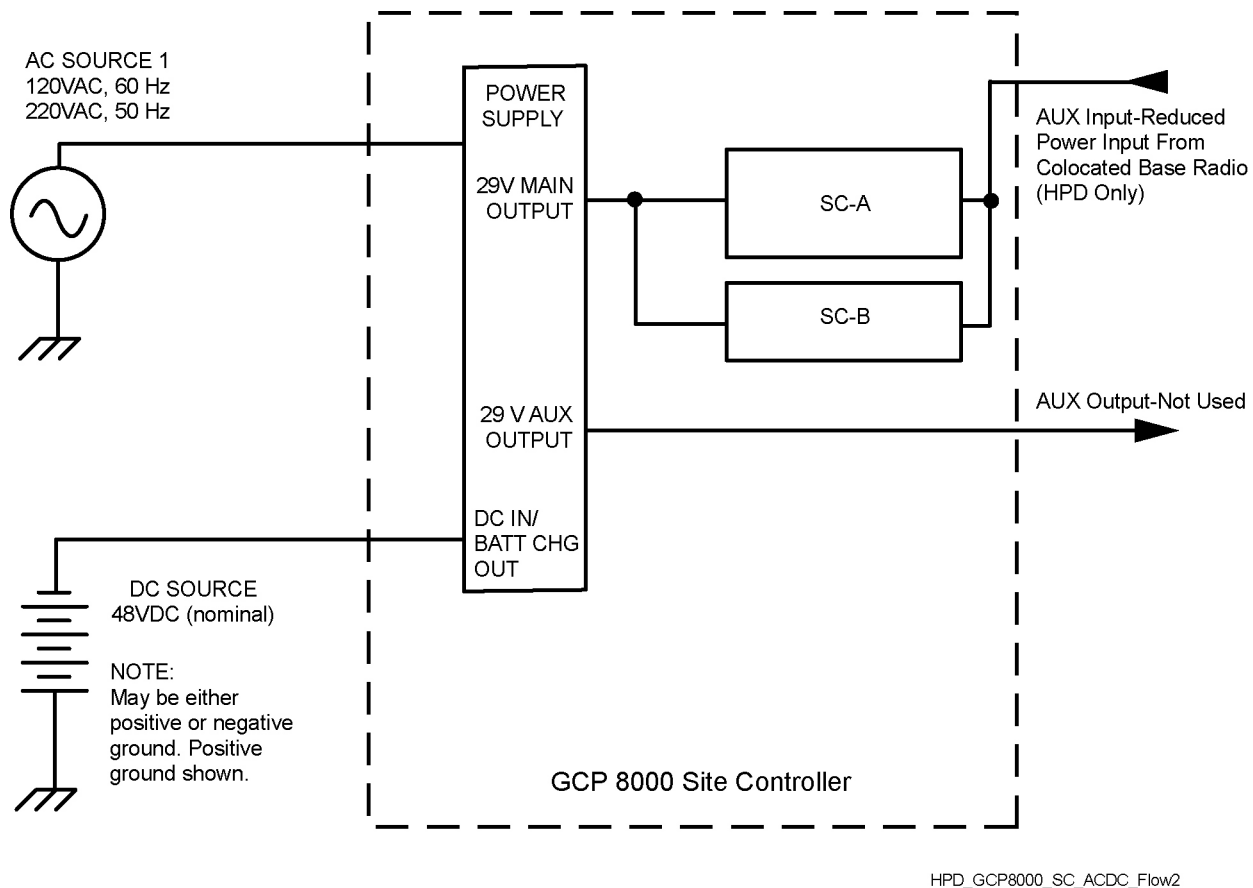 AC SOURCE 1
120VAC, 60 Hz
220VAC, 50 Hz
POWER
SUPPLY
29V MAIN
OUTPUT
SC-A
SC-B
AUX Input-Reduced
Power Input From
Colocated Base Radio
(HPD Only)
29 V AUX
OUTPUT
AUX Output-Not Used
DC IN/
BATT CHG
OUT
DC SOURCE
48VDC (nominal)
NOTE:
May be either
positive or negative
ground. Positive
ground shown.
GCP 8000 Site Controller
HPD_GCP8000_SC_ACDC_Flow2